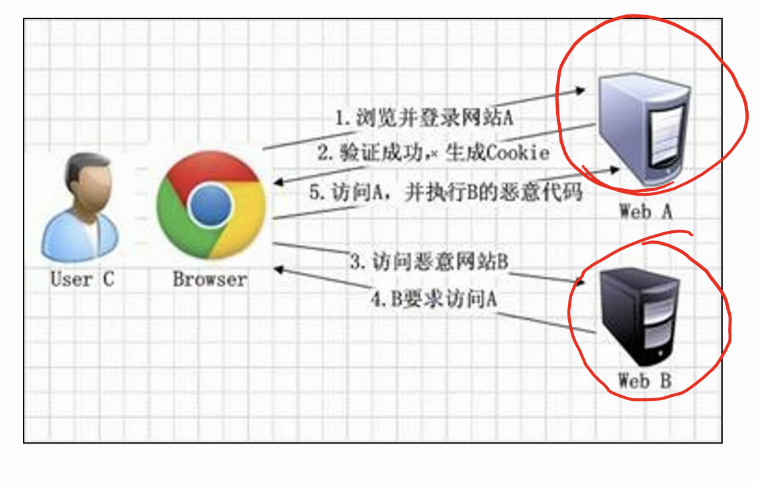 1. 浏览并登录网站A
2. 验证成功,× 生成Cookie
5. 访问A, 并执行B的恶意代码
Web A
3. 访问恶意网站B
User C
Browser
4. B要求访问A
Web B